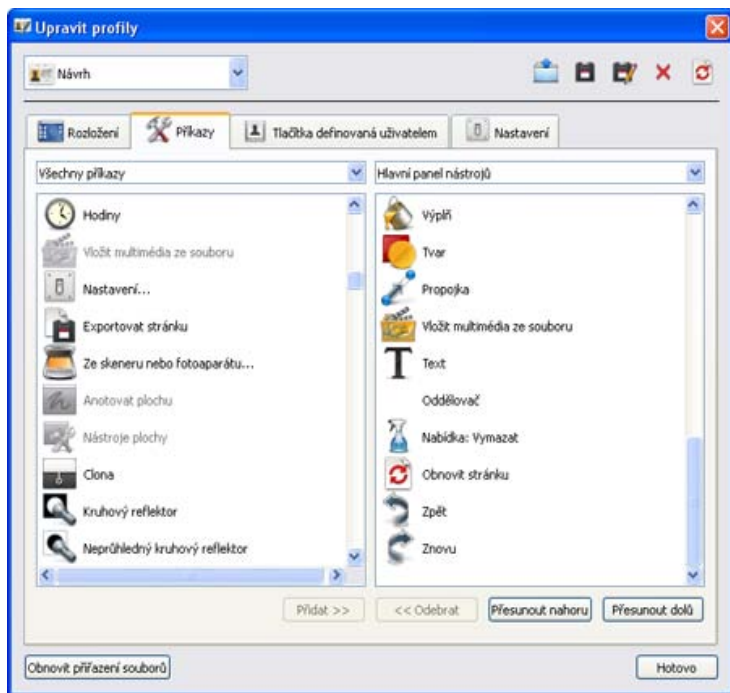 Upravit profily
Návrh
Rozložení
Příkazy
Tlačítka definovaná uživatelem
Nastavení
Všechny příkazy
Hlavní panel nástrojů
Hodiny
Vložit multimédia ze souboru
Nastavení...
Exportovat stránku
Ze skeneru nebo fotoaparátu...
Anotovat plochu
Nástroje plochy
Clona
Kruhový reflektor
Neprůhledný kruhový reflektor
Výplň
Tvar
Propojka
Vložit multimédia ze souboru
Text
Oddělovač
Nabídka: Vymazat
Obnovit stránku
Zpět
Znovu
Přidat >>
<< Odebrat
Přesunout nahoru
Přesunout dolů
Obnovit přiřazení souborů
Hotovo